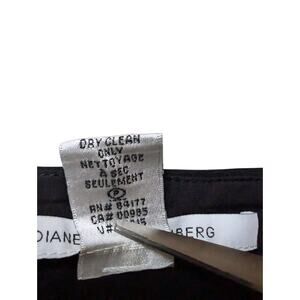 DRY CLEAN
ONLY
NETTOYAGE
A SEC
SEULEMENT
P
RN# 84177
CA# 00985
V#
DIANE
BERG